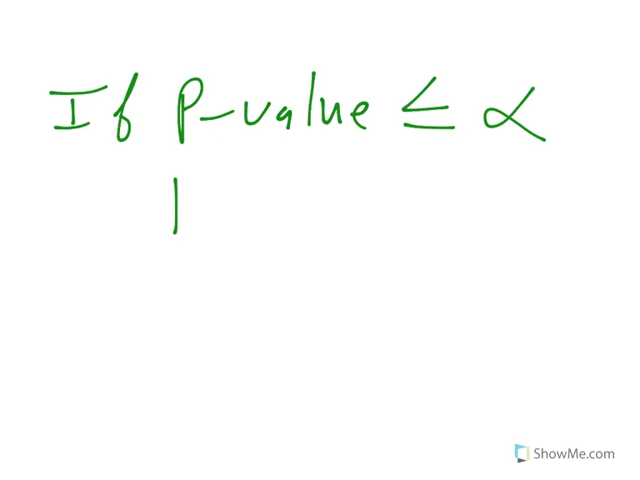 If P-value ≤ α
ShowMe.com